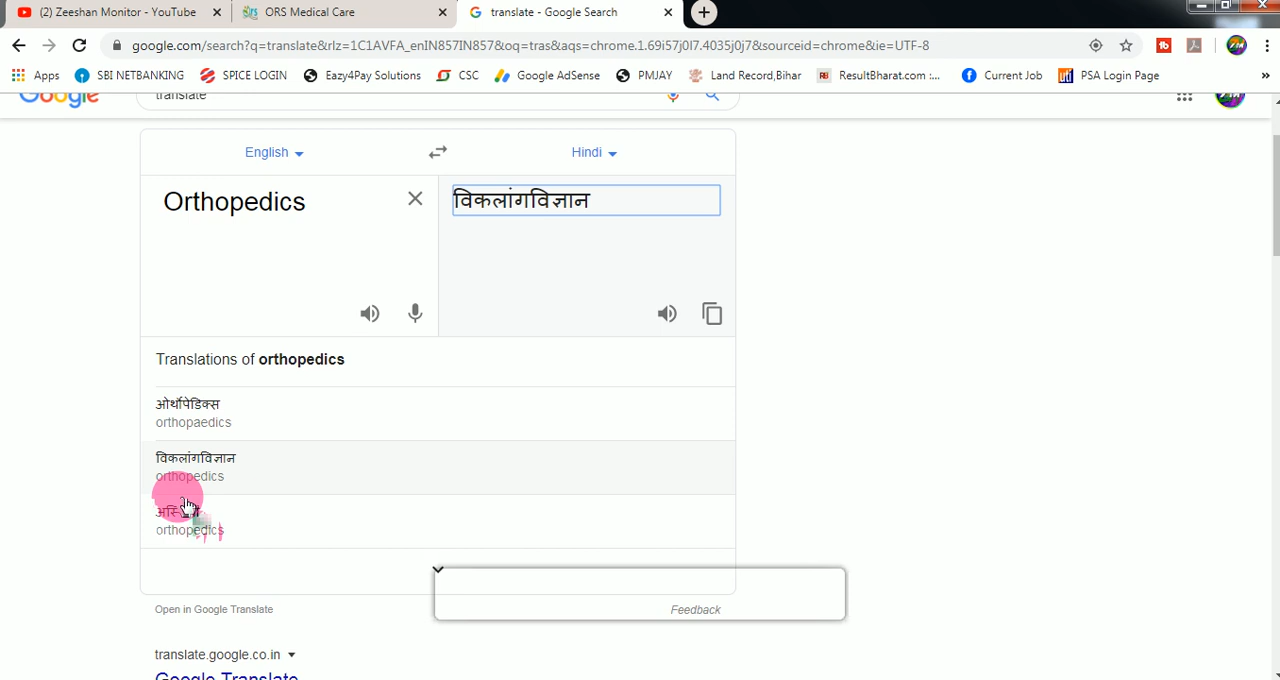 (2) Zeeshan Monitor - YouTube
ORS Medical Care
translate - Google Search
google.com/search?q=translate&rlz=1C1AVFA_enIN857IN857&oq=tras&aqs=chrome.1.69i57j0l7.4035j0j7&sourceid=chrome&ie=UTF-8
Apps
SBI NETBANKING
SPICE LOGIN
Eazy4Pay Solutions
CSC
Google AdSense
PMJAY
Land Record,Bihar
ResultBharat.com :...
Current Job
PSA Login Page
Google
translate
English
Hindi
Orthopedics
विकलांगविज्ञान
Translations of orthopedics
ओर्थोपेडिक्स
orthopaedics
विकलांगविज्ञान
orthopedics
orthopedics
Feedback
Open in Google Translate
translate.google.co.in
Google Translate